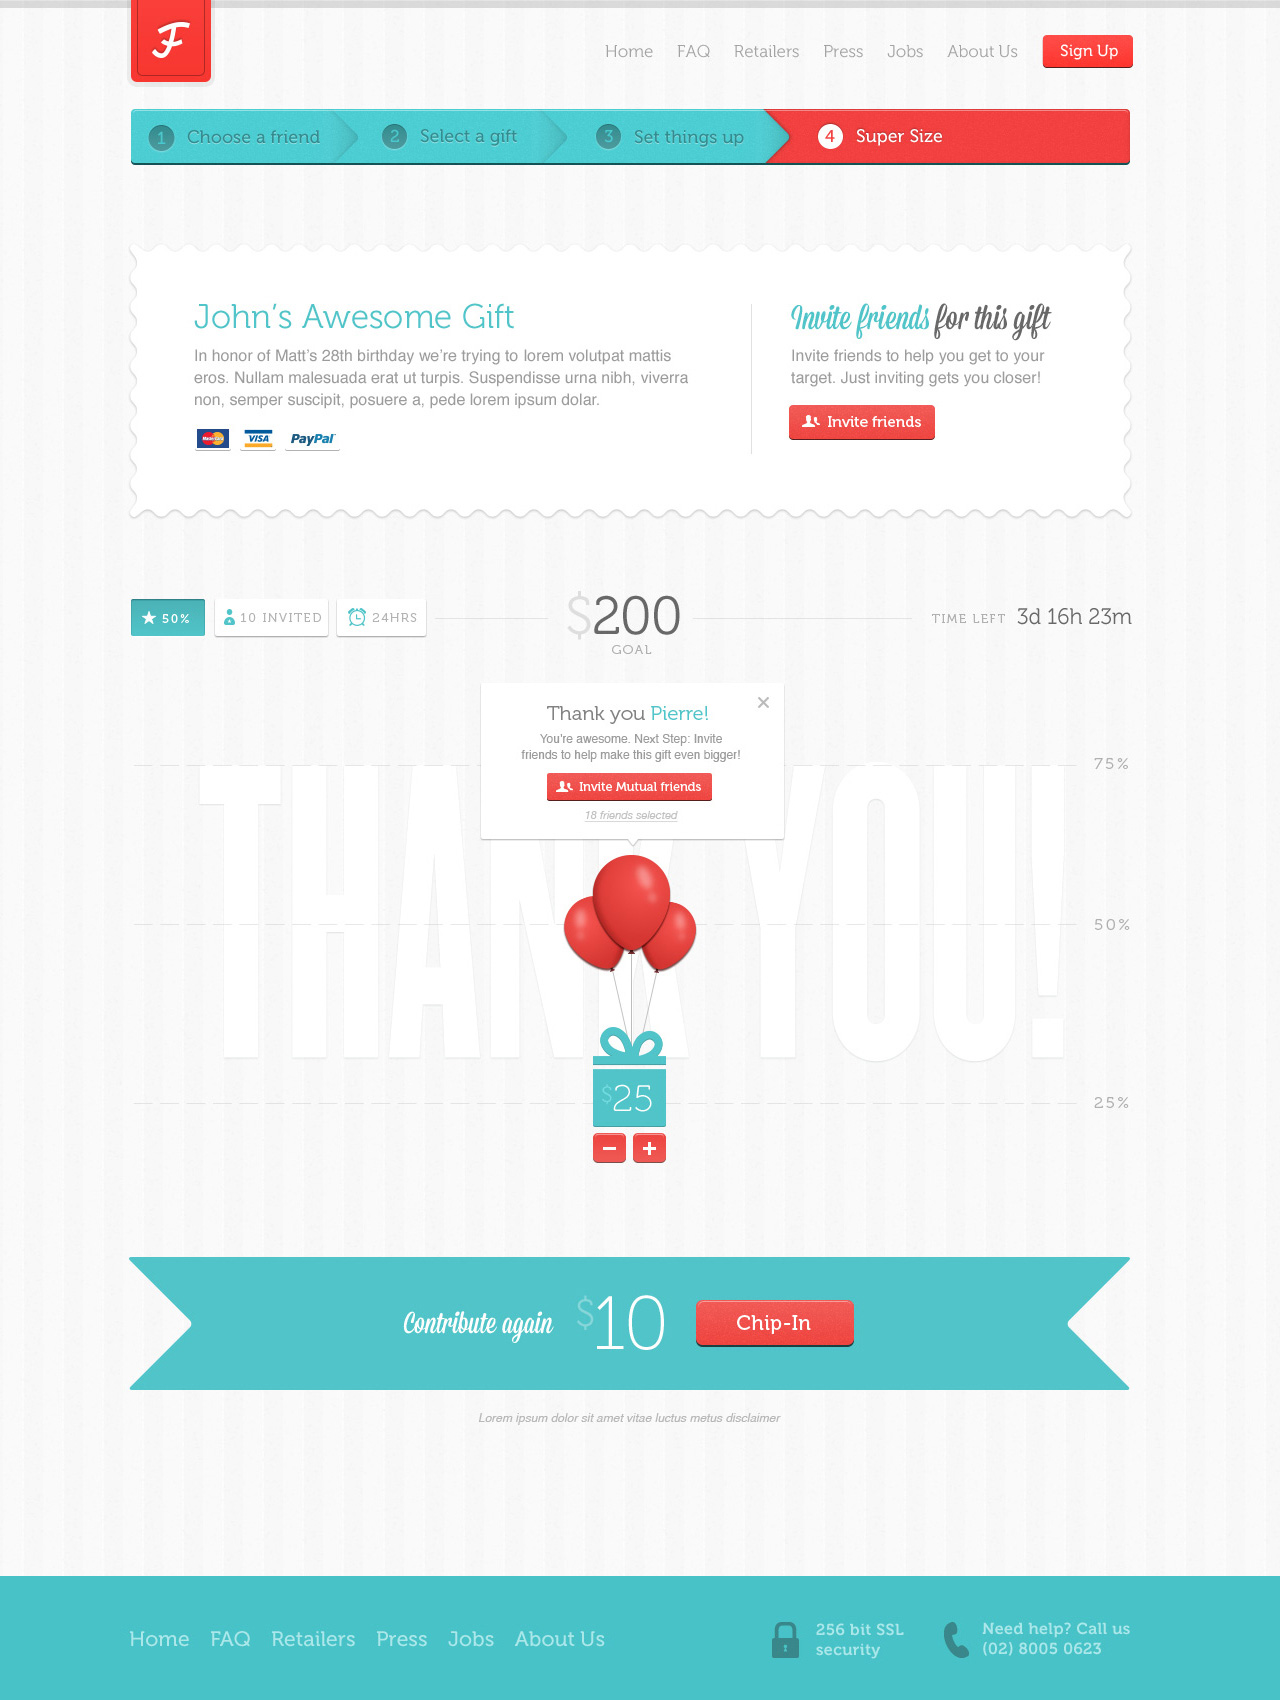 F
Home FAQ Retailers Press Jobs About Us Sign Up
1 Choose a friend 2 Select a gift 3 Set things up 4 Super Size
John's Awesome Gift
In honor of Matt's 28th birthday we're trying to lorem volutpat mattis
eros. Nullam malesuada erat ut turpis. Suspendisse urna nibh, viverra
non, semper suscipit, posuere a, pede lorem ipsum dolar.
MasterCard VISA PayPal
Invite friends for this gift
Invite friends to help you get to your
target. Just inviting gets you closer!
Invite friends
50% 10 INVITED 24HRS
$200
GOAL
TIME LEFT 3d 16h 23m
Thank you Pierre!
You're awesome. Next Step: Invite
friends to help make this gift even bigger!
Invite Mutual friends
18 friends selected
75%
THANK YOU!
50%
$25
25%
Contribute again $10 Chip-In
Lorem ipsum dolor sit amet vitae luctus metus disclaimer
Home FAQ Retailers Press Jobs About Us
256 bit SSL
security
Need help? Call us
(02) 8005 0623